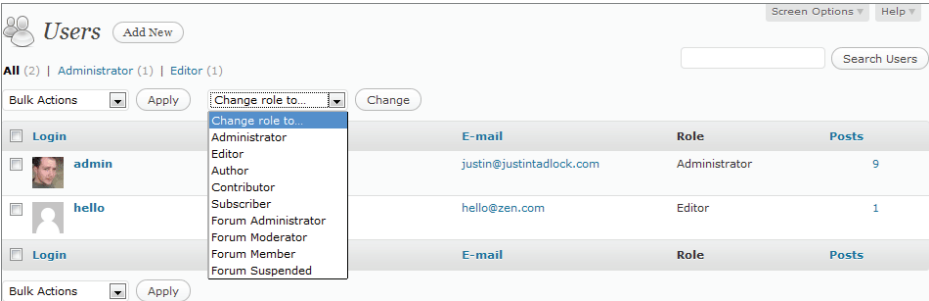 Screen Options Help
Users Add New
Search Users
All (2) | Administrator (1) | Editor (1)
Bulk Actions Apply Change role to... Change
Change role to...
Administrator
Editor
Author
Contributor
Subscriber
Forum Administrator
Forum Moderator
Forum Member
Forum Suspended
Login E-mail Role Posts
admin justin@justintadlock.com Administrator 9
hello hello@zen.com Editor 1
Login E-mail Role Posts
Bulk Actions Apply